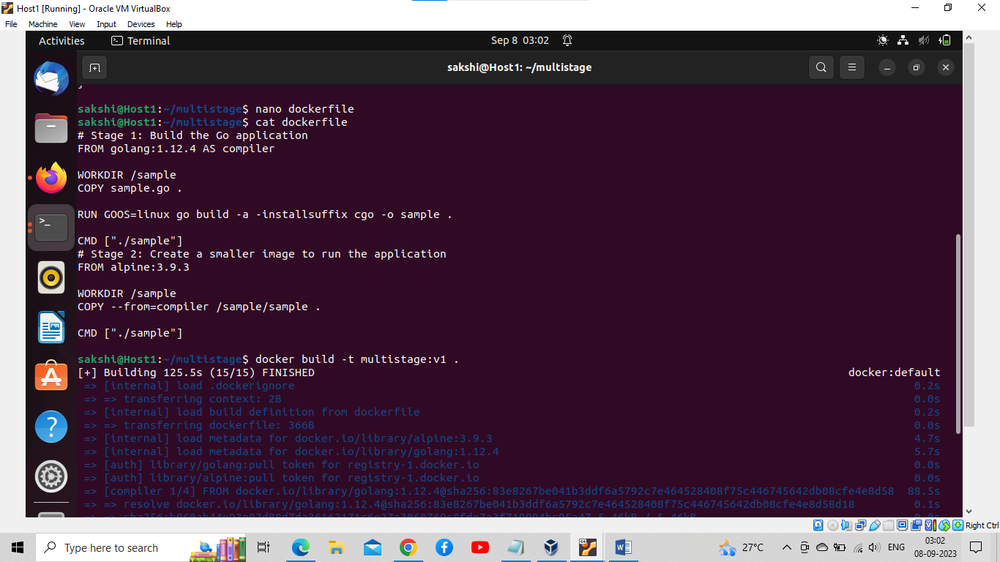 Host1 [Running] - Oracle VM VirtualBox
File Machine View Input Devices Help
Activities Terminal Sep 8 03:02
sakshi@Host1: ~/multistage
}
sakshi@Host1:~/multistage$ nano dockerfile
sakshi@Host1:~/multistage$ cat dockerfile
# Stage 1: Build the Go application
FROM golang:1.12.4 AS compiler
WORKDIR /sample
COPY sample.go .
RUN GOOS=linux go build -a -installsuffix cgo -o sample .
CMD ["./sample"]
# Stage 2: Create a smaller image to run the application
FROM alpine:3.9.3
WORKDIR /sample
COPY --from=compiler /sample/sample .
CMD ["./sample"]
sakshi@Host1:~/multistage$ docker build -t multistage:v1 .
[+] Building 125.5s (15/15) FINISHED docker:default
=> [internal] load .dockerignore 0.2s
=> => transferring context: 2B 0.0s
=> [internal] load build definition from dockerfile 0.2s
=> => transferring dockerfile: 366B 0.0s
=> [internal] load metadata for docker.io/library/alpine:3.9.3 4.7s
=> [internal] load metadata for docker.io/library/golang:1.12.4 5.7s
=> [auth] library/golang:pull token for registry-1.docker.io 0.0s
=> [auth] library/alpine:pull token for registry-1.docker.io 0.0s
=> [compiler 1/4] FROM docker.io/library/golang:1.12.4@sha256:83e8267be041b3ddf6a5792c7e464528408f75c446745642db08cfe4e8d58 88.5s
=> => resolve docker.io/library/golang:1.12.4@sha256:83e8267be041b3ddf6a5792c7e464528408f75c446745642db08cfe4e8d58d18 0.1s
Right Ctrl
Type here to search
27°C
ENG
03:02
08-09-2023